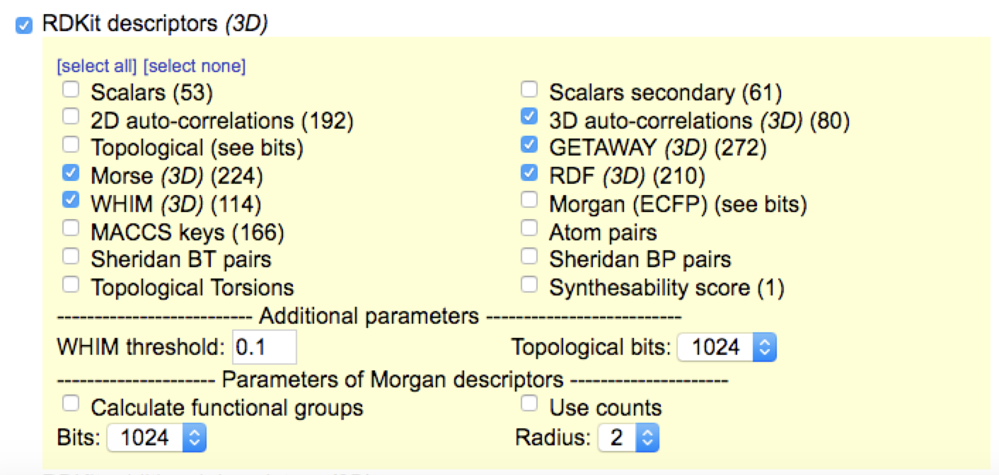 RDKit descriptors (3D)
[select all] [select none]
Scalars (53) Scalars secondary (61)
2D auto-correlations (192) 3D auto-correlations (3D) (80)
Topological (see bits) GETAWAY (3D) (272)
Morse (3D) (224) RDF (3D) (210)
WHIM (3D) (114) Morgan (ECFP) (see bits)
MACCS keys (166) Atom pairs
Sheridan BT pairs Sheridan BP pairs
Topological Torsions Synthesability score (1)
-------------------------- Additional parameters --------------------------
WHIM threshold: 0.1 Topological bits: 1024
--------------------- Parameters of Morgan descriptors ---------------------
Calculate functional groups Use counts
Bits: 1024 Radius: 2